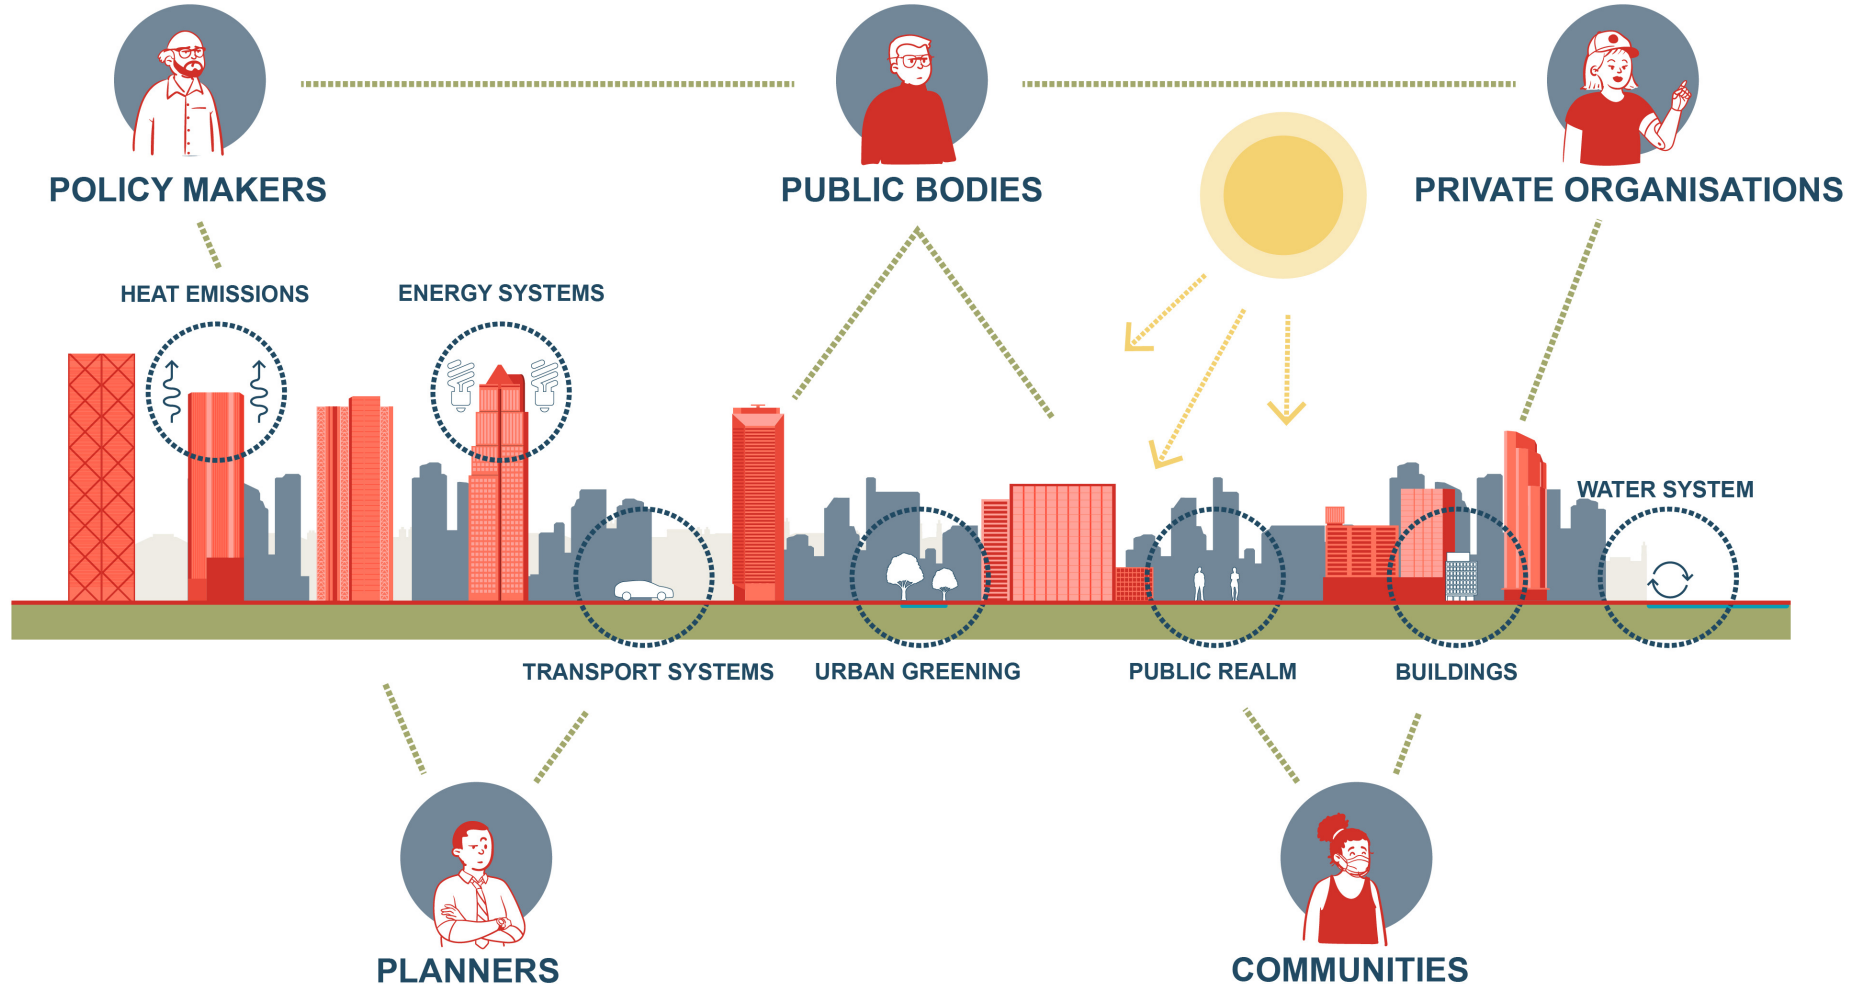 POLICY MAKERS
PUBLIC BODIES
PRIVATE ORGANISATIONS
HEAT EMISSIONS
ENERGY SYSTEMS
WATER SYSTEM
TRANSPORT SYSTEMS
URBAN GREENING
PUBLIC REALM
BUILDINGS
PLANNERS
COMMUNITIES